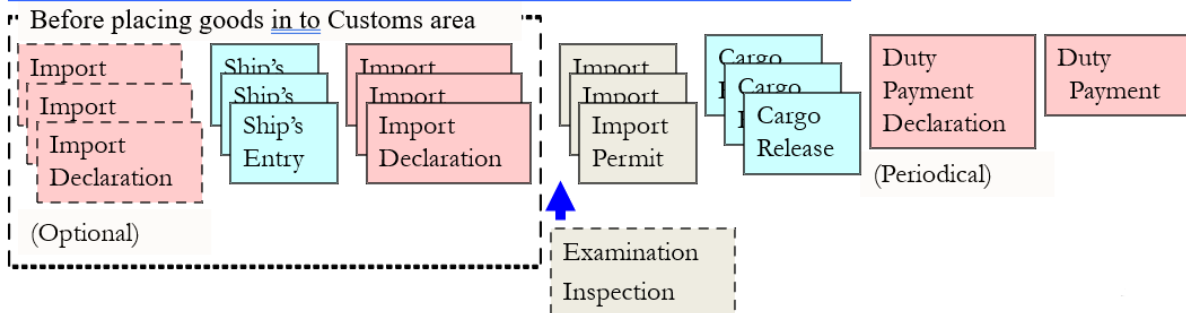 Before placing goods in to Customs area
Import
Import
Import
Declaration
(Optional)
Ship's
Ship's
Ship's
Entry
Import
Import
Import
Declaration
Import
Import
Import
Permit
Examination
Inspection
Cargo
Cargo
Cargo
Release
Duty
Payment
Declaration
(Periodical)
Duty
Payment